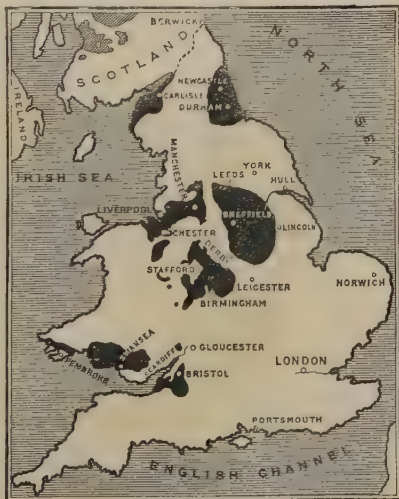 BERWICK
SCOTLAND
NORTH SEA
NEWCASTLE
CARLISLE
DURHAM
IRELAND
MANCHESTER
YORK
LEEDS
HULL
IRISH SEA
LIVERPOOL
SHEFFIELD
LINCOLN
CHESTER
DERBY
STAFFORD
LEICESTER
NORWICH
BIRMINGHAM
SWANSEA
GLOUCESTER
PEMBROKE
CARDIFF
LONDON
BRISTOL
PORTSMOUTH
ENGLISH CHANNEL